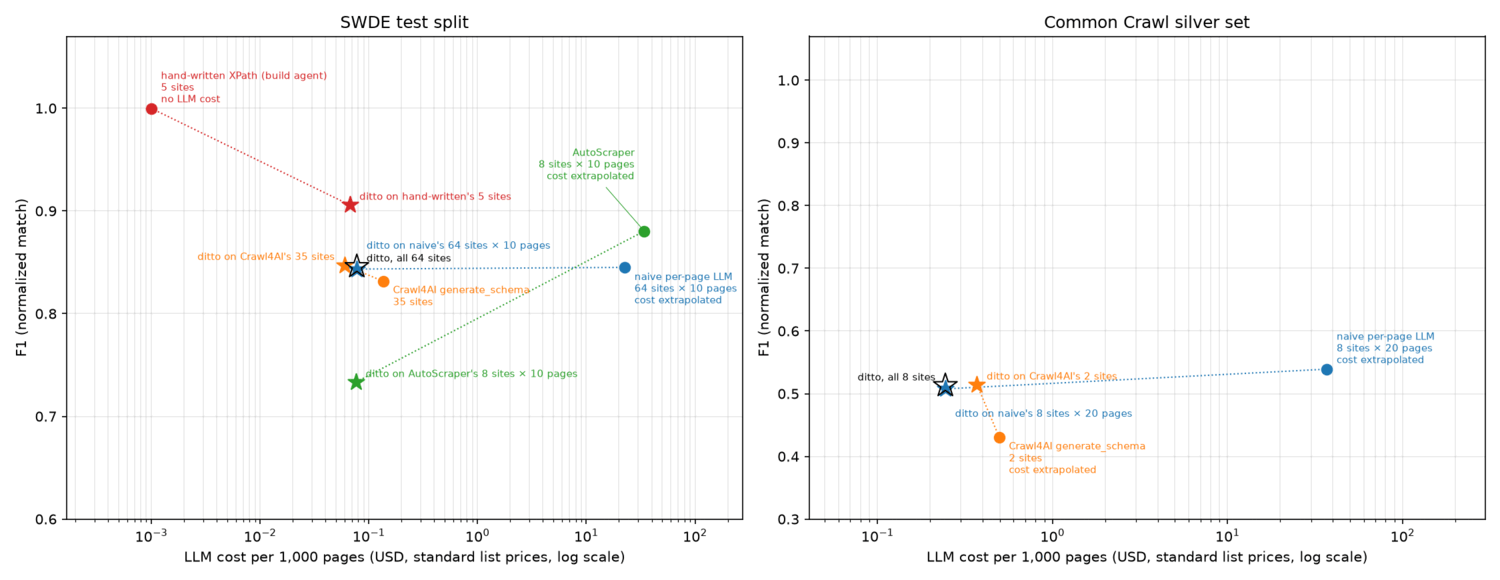 SWDE test split
F1 (normalized match)
1.0
0.9
0.8
0.7
0.6
hand-written XPath (build agent)
5 sites
no LLM cost
AutoScraper
8 sites × 10 pages
cost extrapolated
ditto on hand-written's 5 sites
ditto on naive's 64 sites × 10 pages
ditto on Crawl4AI's 35 sites
ditto, all 64 sites
naive per-page LLM
64 sites × 10 pages
cost extrapolated
Crawl4AI generate_schema
35 sites
ditto on AutoScraper's 8 sites × 10 pages
10⁻³
10⁻²
10⁻¹
10⁰
10¹
10²
LLM cost per 1,000 pages (USD, standard list prices, log scale)
Common Crawl silver set
F1 (normalized match)
1.0
0.9
0.8
0.7
0.6
0.5
0.4
0.3
naive per-page LLM
8 sites × 20 pages
cost extrapolated
ditto, all 8 sites
ditto on Crawl4AI's 2 sites
ditto on naive's 8 sites × 20 pages
Crawl4AI generate_schema
2 sites
cost extrapolated
10⁻¹
10⁰
10¹
10²
LLM cost per 1,000 pages (USD, standard list prices, log scale)